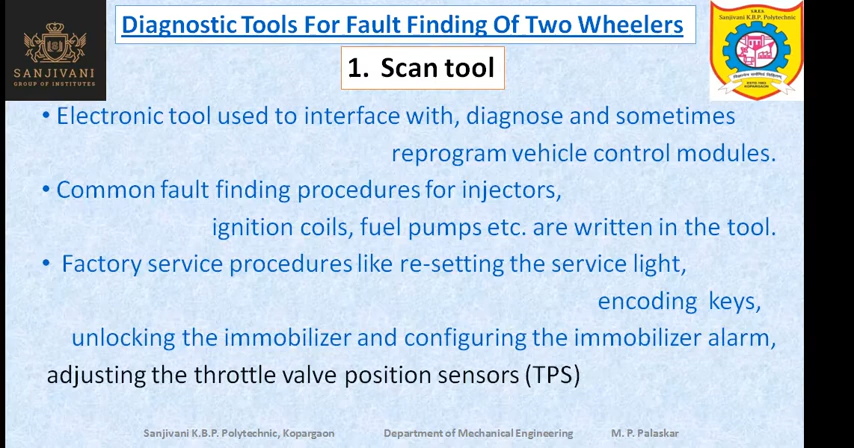 Diagnostic Tools For Fault Finding Of Two Wheelers
SANJIVANI
GROUP OF INSTITUTES
S.R.E.S.
Sanjivani K.B.P. Polytechnic
1. Scan tool
• Electronic tool used to interface with, diagnose and sometimes
reprogram vehicle control modules.
• Common fault finding procedures for injectors,
ignition coils, fuel pumps etc. are written in the tool.
• Factory service procedures like re-setting the service light,
encoding keys,
unlocking the immobilizer and configuring the immobilizer alarm,
adjusting the throttle valve position sensors (TPS)
Sanjivani K.B.P. Polytechnic, Kopargaon Department of Mechanical Engineering M. P. Palaskar